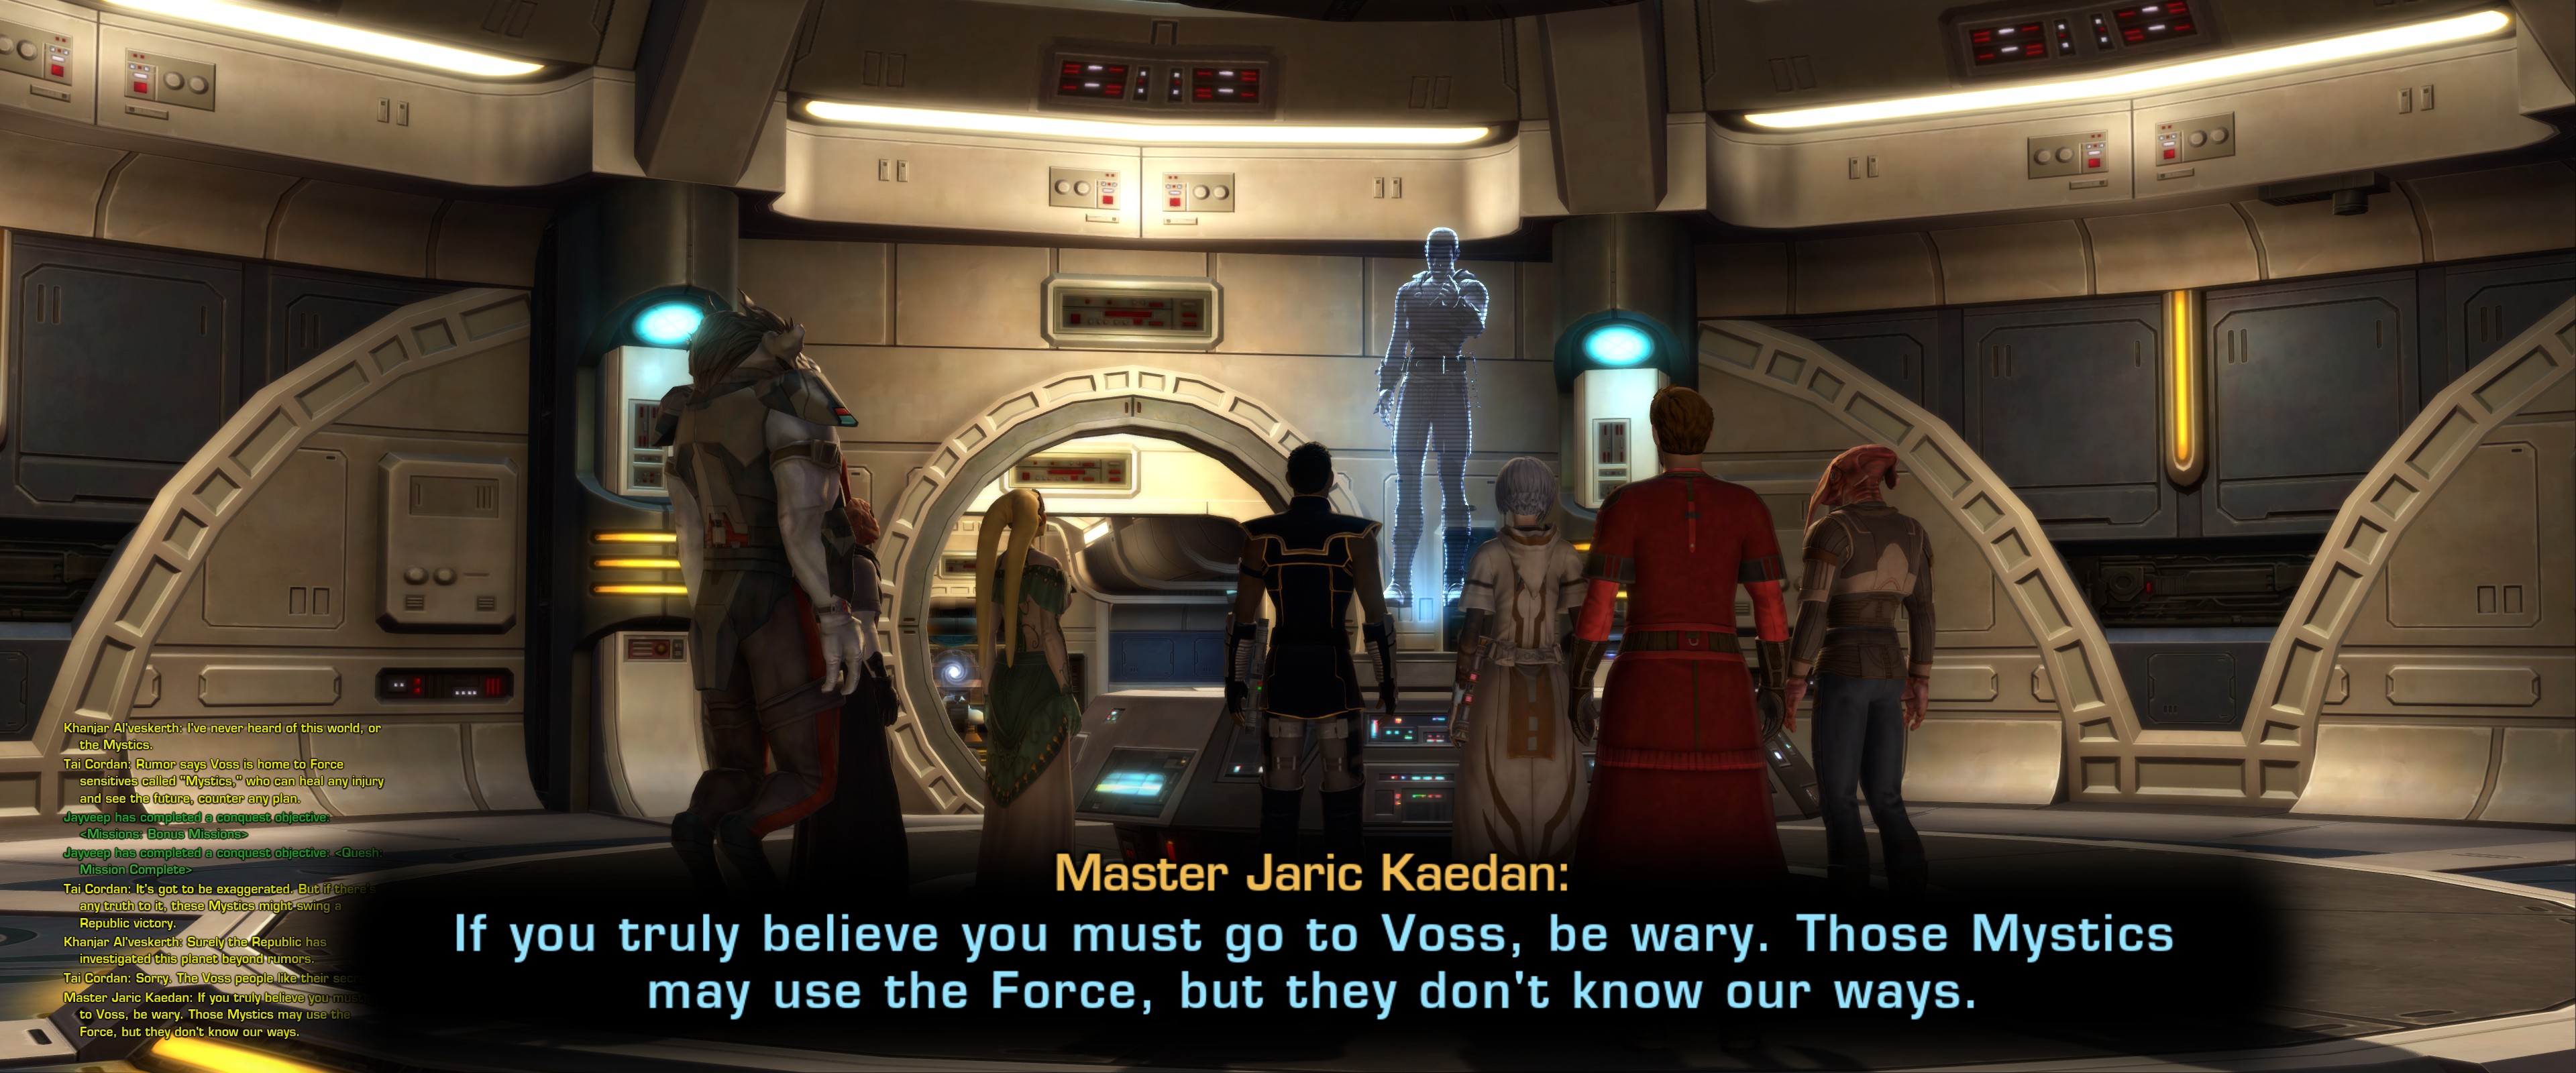 Khanjar Al'veskerth: I've never heard of this world, or
the Mystics.
Tai Cordan: Rumor says Voss is home to Force
sensitives called "Mystics," who can heal any injury
and see the future, counter any plan.
Jayveep has completed a conquest objective:
<Missions: Bonus Missions>
Jayveep has completed a conquest objective: <Quesh:
Mission Complete>
Tai Cordan: It's got to be exaggerated. But if there's
any truth to it, these Mystics might swing a
Republic victory.
Khanjar Al'veskerth: Surely the Republic has
investigated this planet beyond rumors.
Tai Cordan: Sorry. The Voss people like their
Master Jaric Kaedan: If you truly believe you
to Voss, be wary. Those Mystics may use the
Force, but they don't know our ways.
Master Jaric Kaedan:
If you truly believe you must go to Voss, be wary. Those Mystics
may use the Force, but they don't know our ways.